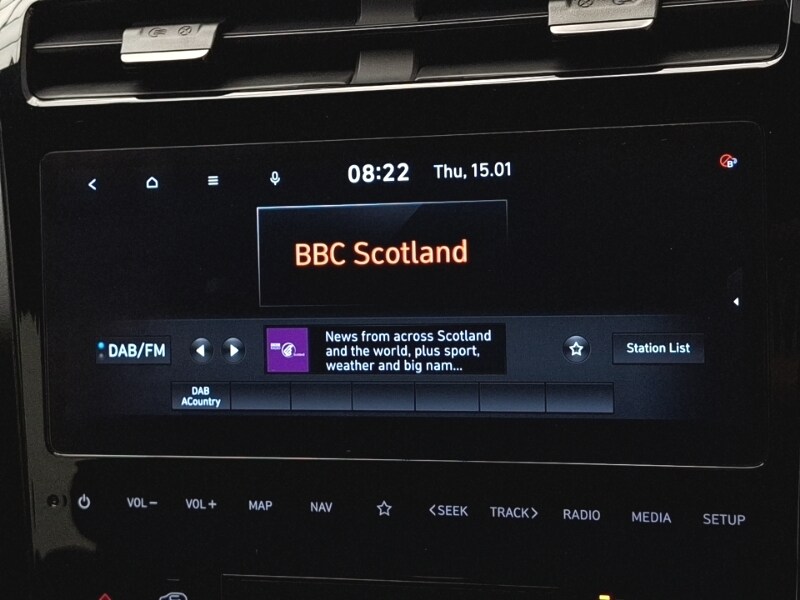 08:22 Thu, 15.01
BBC Scotland
DAB/FM
News from across Scotland
and the world, plus sport,
weather and big nam...
Station List
DAB
ACountry
VOL− VOL+ MAP NAV <SEEK TRACK> RADIO MEDIA SETUP